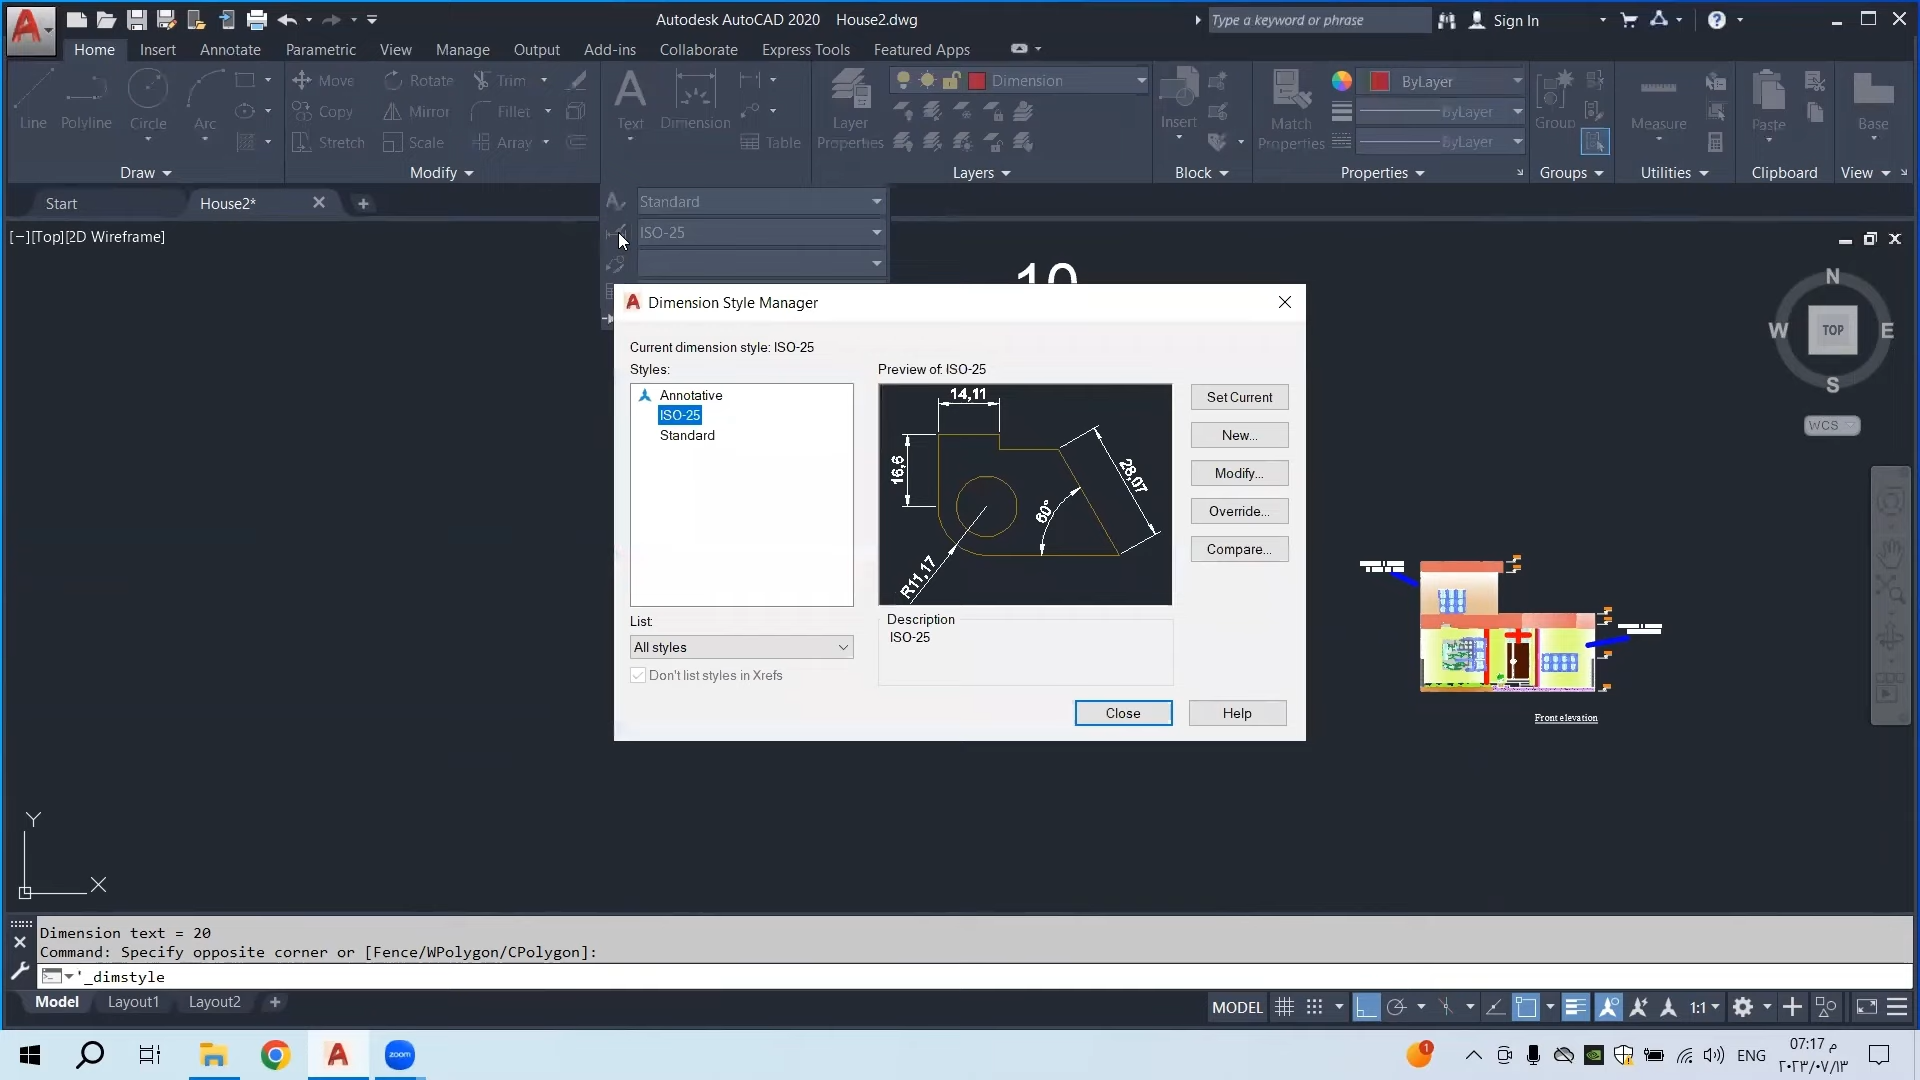 Autodesk AutoCAD 2020 House2.dwg
Type a keyword or phrase
Sign In
Home Insert Annotate Parametric View Manage Output Add-ins Collaborate Express Tools Featured Apps
Move Rotate Trim
Dimension
ByLayer
Copy Mirror Fillet
ByLayer
Line Polyline Circle Arc
Text Dimension
Layer Properties
Insert
Match Properties
Group
Measure
Paste
Base
Stretch Scale Array
Table
ByLayer
Draw Modify Layers Block Properties Groups Utilities Clipboard View
Start House2*
Standard
ISO-25
[−][Top][2D Wireframe]
10
N
W TOP E
S
WCS
Dimension Style Manager
Current dimension style: ISO-25
Styles:
Annotative
ISO-25
Standard
Preview of: ISO-25
14,11
16,6
28,07
60°
R11,17
Set Current
New...
Modify...
Override...
Compare...
List:
All styles
Don't list styles in Xrefs
Description
ISO-25
Close Help
Front elevation
Y
X
Dimension text = 20
Command: Specify opposite corner or [Fence/WPolygon/CPolygon]:
'_dimstyle
Model Layout1 Layout2
MODEL 1:1
zoom
1
ENG
07:17 م
٢٠٢٣/٠٧/١٣